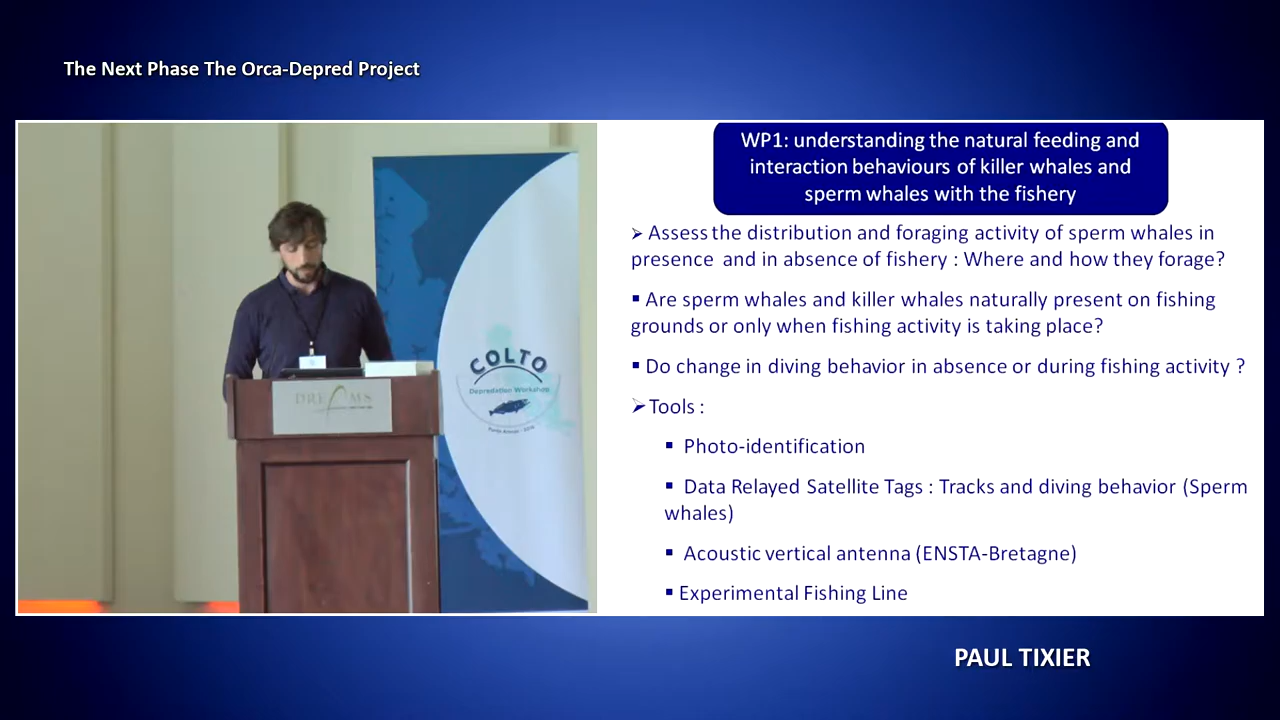 The Next Phase The Orca-Depred Project
WP1: understanding the natural feeding and
interaction behaviours of killer whales and
sperm whales with the fishery
➢ Assess the distribution and foraging activity of sperm whales in
presence and in absence of fishery : Where and how they forage?
▪ Are sperm whales and killer whales naturally present on fishing
grounds or only when fishing activity is taking place?
▪ Do change in diving behavior in absence or during fishing activity ?
➢ Tools :
▪ Photo-identification
▪ Data Relayed Satellite Tags : Tracks and diving behavior (Sperm
whales)
▪ Acoustic vertical antenna (ENSTA-Bretagne)
▪ Experimental Fishing Line
COLTO
Depredation Workshop
DREAMS
PAUL TIXIER